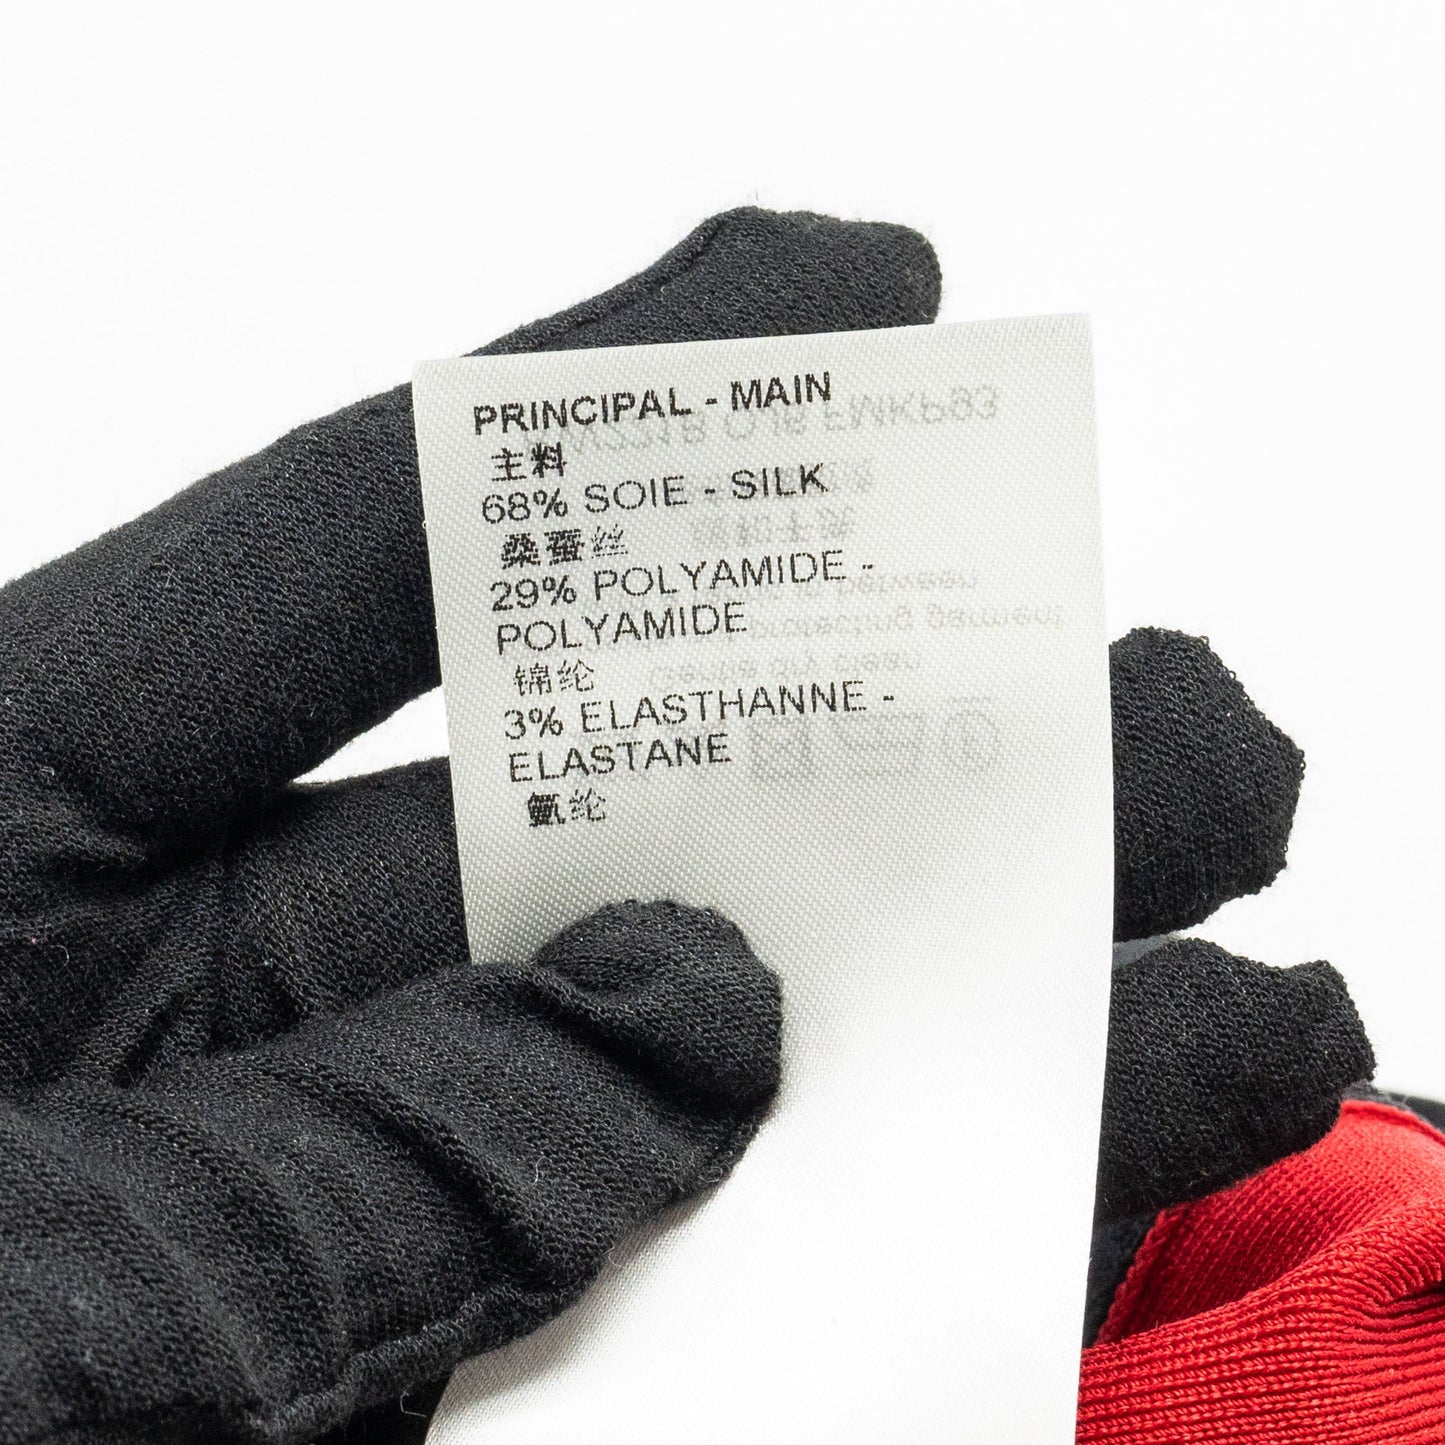 PRINCIPAL - MAIN
主料
68% SOIE - SILK
桑蚕丝
29% POLYAMIDE -
POLYAMIDE
锦纶
3% ELASTHANNE -
ELASTANE
氨纶